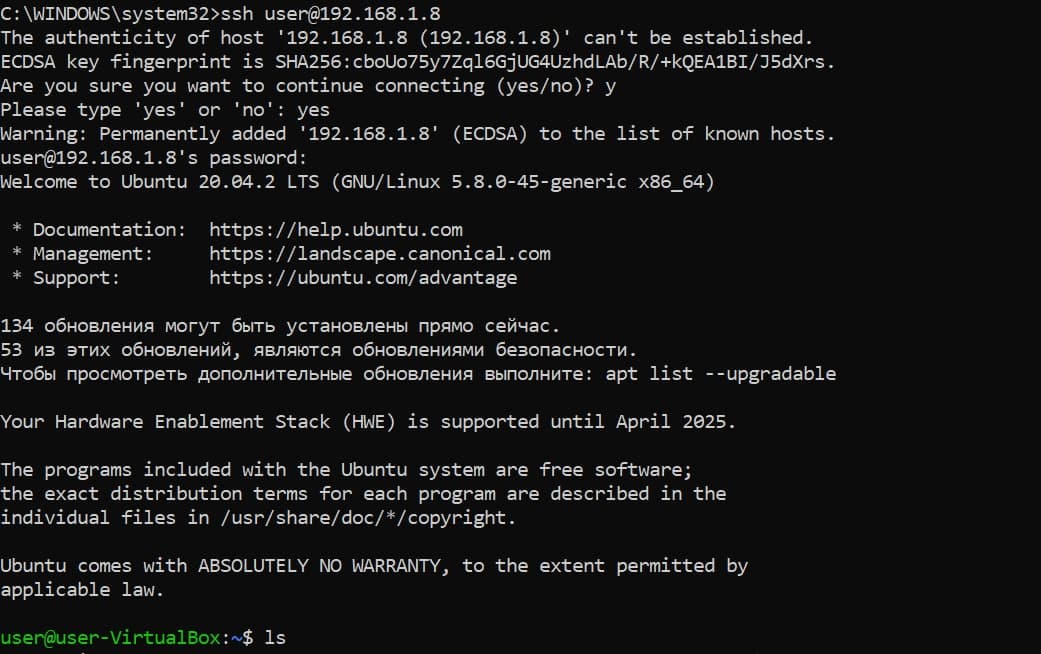 C:\WINDOWS\system32>ssh user@192.168.1.8
The authenticity of host '192.168.1.8 (192.168.1.8)' can't be established.
ECDSA key fingerprint is SHA256:cboUo75y7Zql6GjUG4UzhdLAb/R/+kQEA1BI/J5dXrs.
Are you sure you want to continue connecting (yes/no)? y
Please type 'yes' or 'no': yes
Warning: Permanently added '192.168.1.8' (ECDSA) to the list of known hosts.
user@192.168.1.8's password:
Welcome to Ubuntu 20.04.2 LTS (GNU/Linux 5.8.0-45-generic x86_64)
* Documentation: https://help.ubuntu.com
* Management: https://landscape.canonical.com
* Support: https://ubuntu.com/advantage
134 обновления могут быть установлены прямо сейчас.
53 из этих обновлений, являются обновлениями безопасности.
Чтобы просмотреть дополнительные обновления выполните: apt list --upgradable
Your Hardware Enablement Stack (HWE) is supported until April 2025.
The programs included with the Ubuntu system are free software;
the exact distribution terms for each program are described in the
individual files in /usr/share/doc/*/copyright.
Ubuntu comes with ABSOLUTELY NO WARRANTY, to the extent permitted by
applicable law.
user@user-VirtualBox:~$ ls